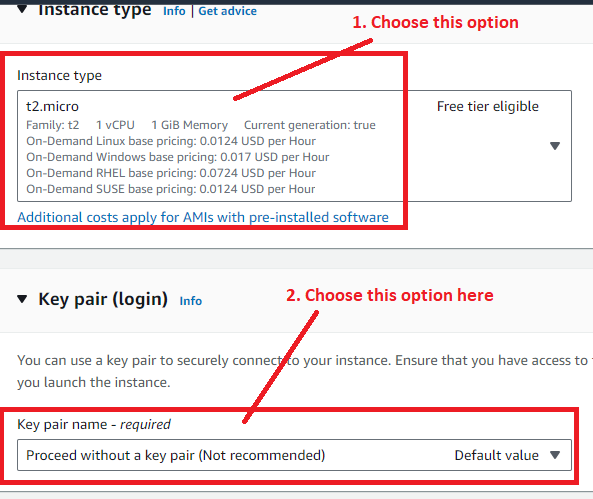 Instance type Info | Get advice
1. Choose this option
Instance type
t2.micro Free tier eligible
Family: t2 1 vCPU 1 GiB Memory Current generation: true
On-Demand Linux base pricing: 0.0124 USD per Hour
On-Demand Windows base pricing: 0.017 USD per Hour
On-Demand RHEL base pricing: 0.0724 USD per Hour
On-Demand SUSE base pricing: 0.0124 USD per Hour
Additional costs apply for AMIs with pre-installed software
2. Choose this option here
Key pair (login) Info
You can use a key pair to securely connect to your instance. Ensure that you have access to
you launch the instance.
Key pair name - required
Proceed without a key pair (Not recommended) Default value